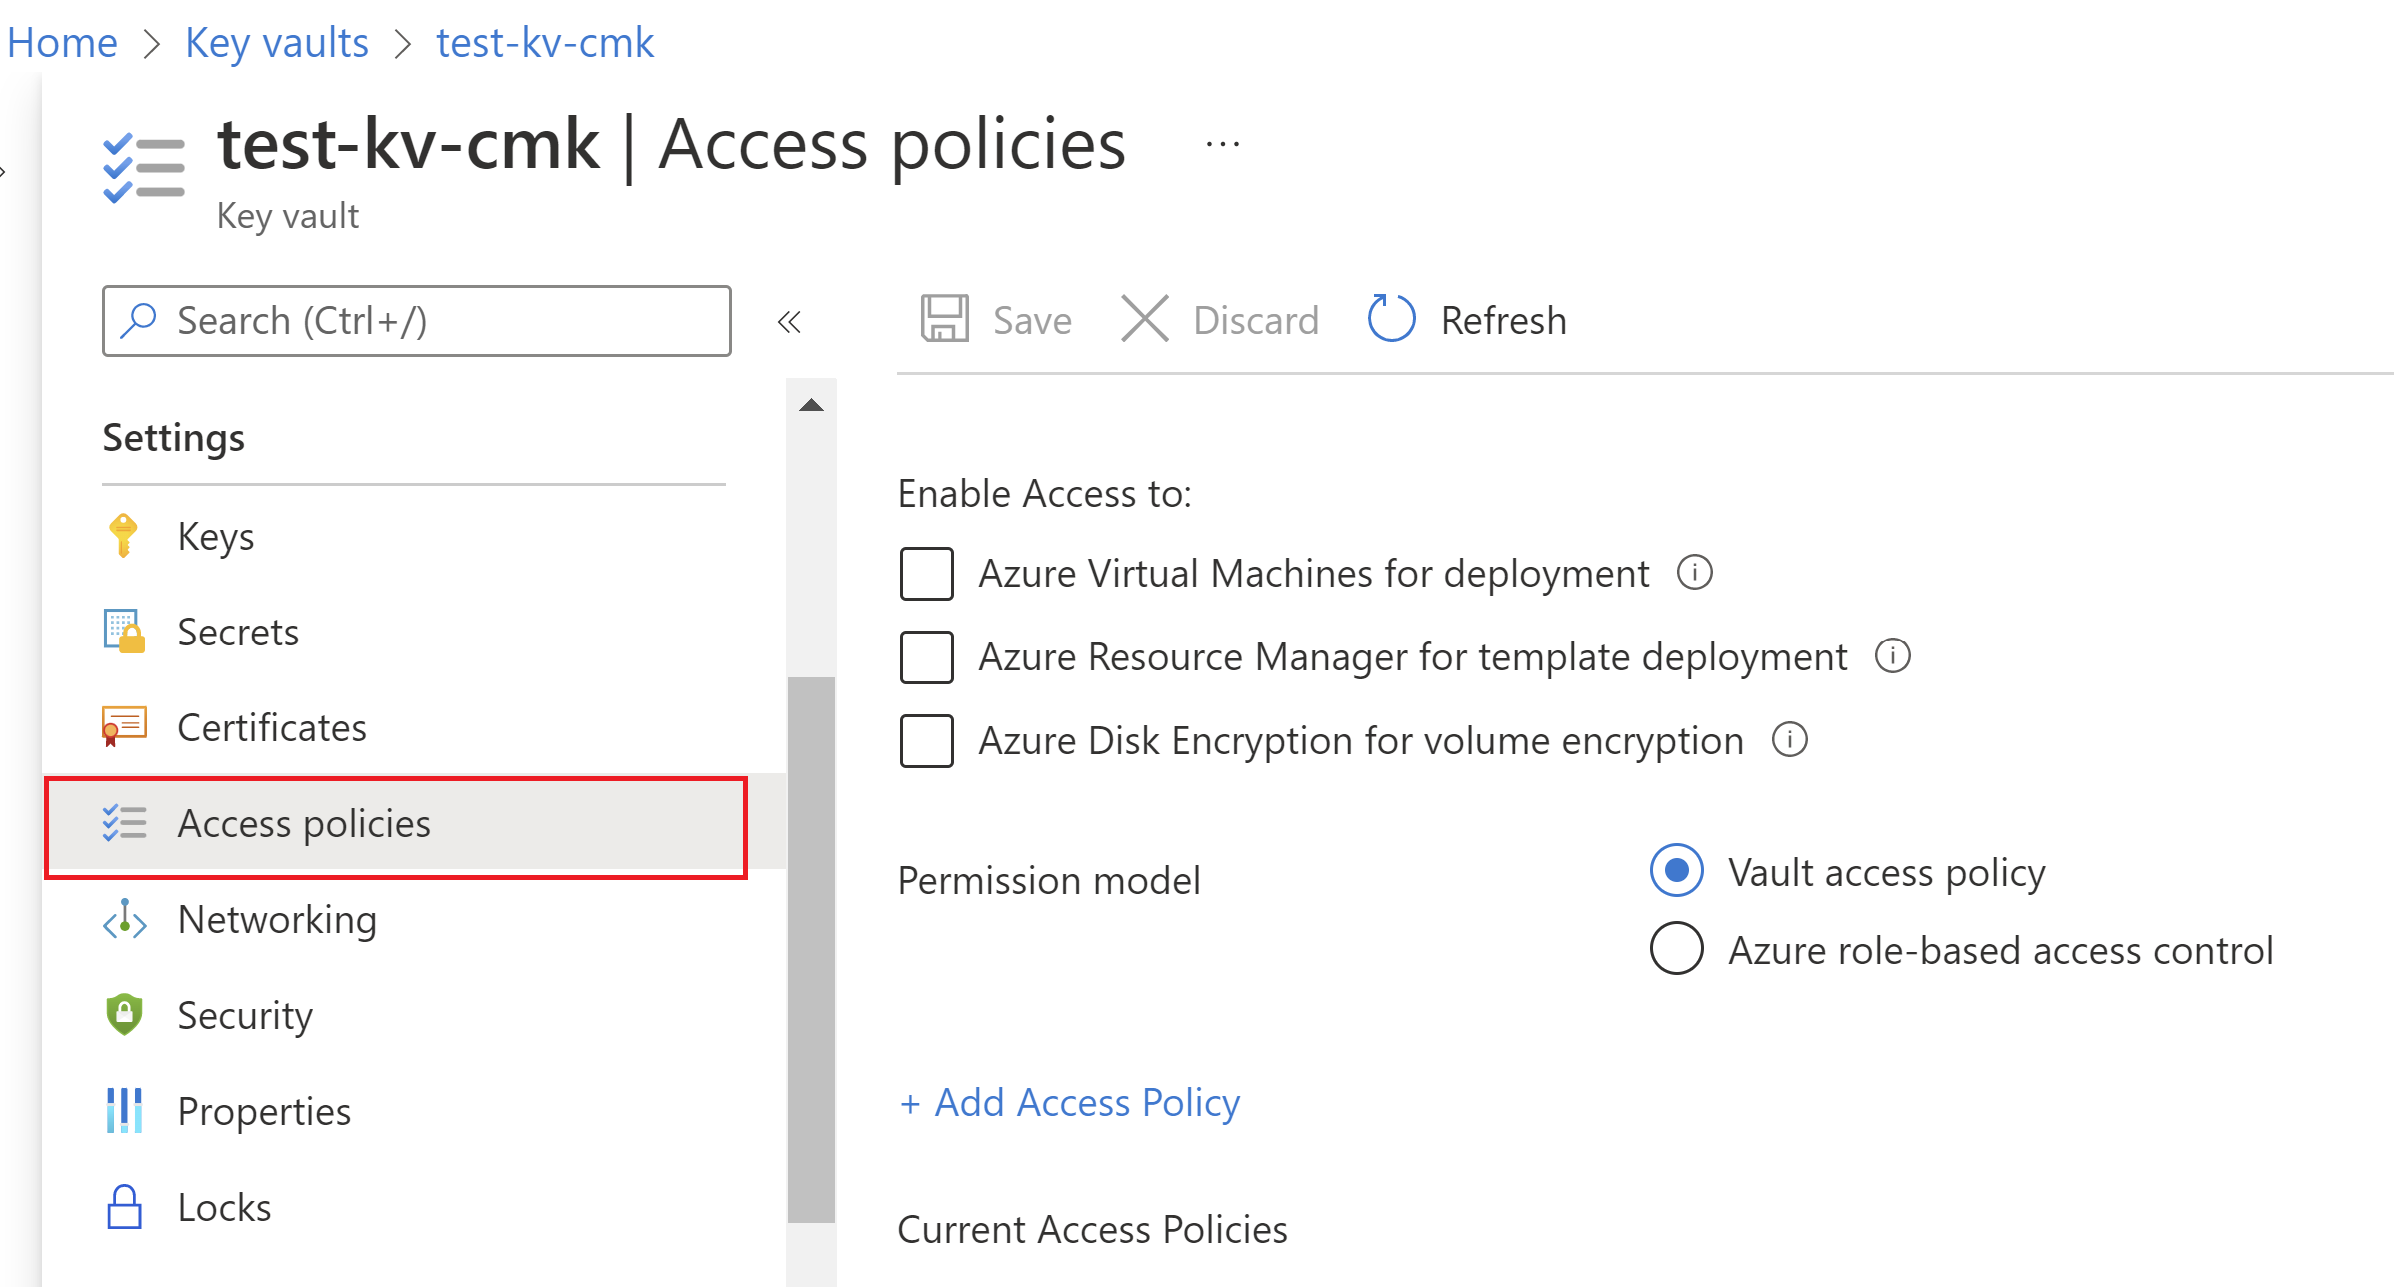 Home > Key vaults > test-kv-cmk
test-kv-cmk | Access policies ...
Key vault
Search (Ctrl+/)
«
Save
Discard
Refresh
Settings
Keys
Secrets
Certificates
Access policies
Networking
Security
Properties
Locks
Enable Access to:
Azure Virtual Machines for deployment
Azure Resource Manager for template deployment
Azure Disk Encryption for volume encryption
Permission model
Vault access policy
Azure role-based access control
+ Add Access Policy
Current Access Policies